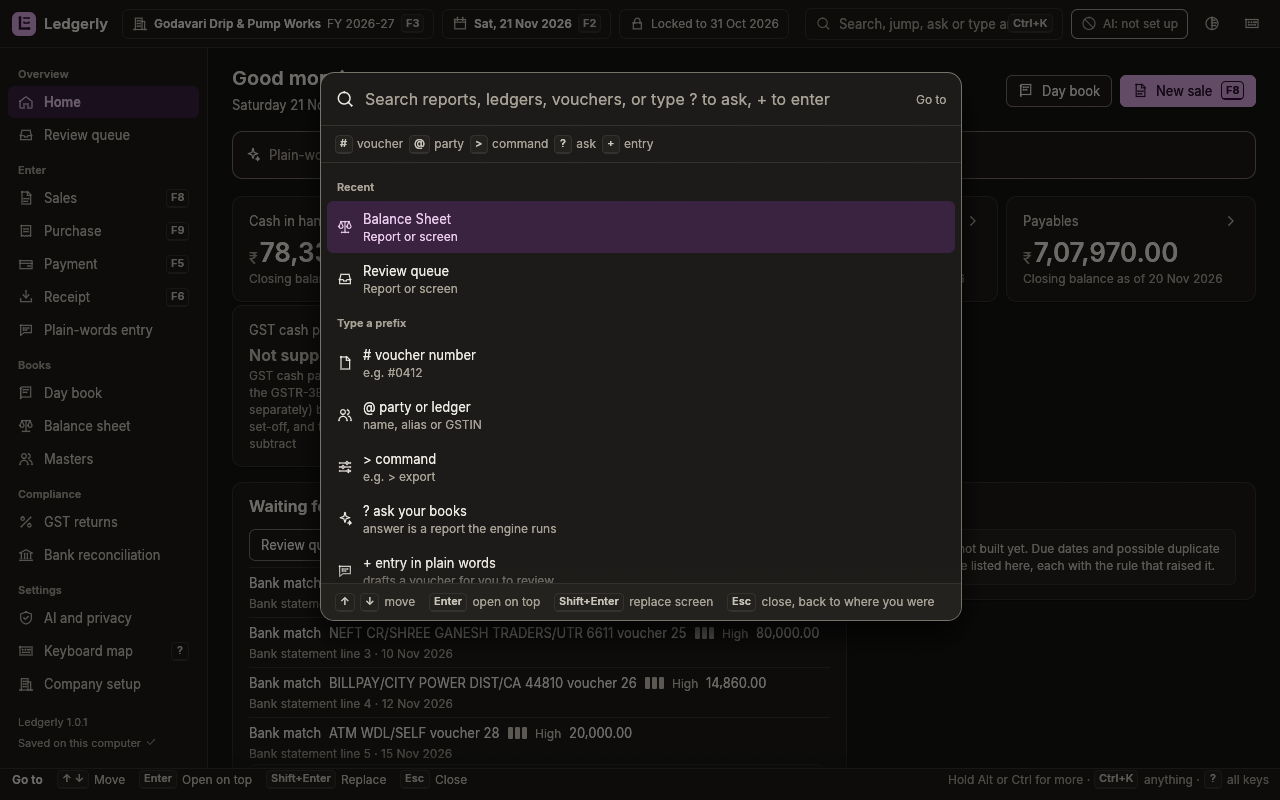 Ledgerly
Godavari Drip & Pump Works FY 2026-27 F3
Sat, 21 Nov 2026 F2
Locked to 31 Oct 2026
Search, jump, ask or type a Ctrl+K
AI: not set up
Overview
Home
Review queue
Enter
Sales F8
Purchase F9
Payment F5
Receipt F6
Plain-words entry
Books
Day book
Balance sheet
Masters
Compliance
GST returns
Bank reconciliation
Settings
AI and privacy
Keyboard map ?
Company setup
Ledgerly 1.0.1
Saved on this computer
Good mor
Saturday 21 No
Day book
New sale F8
Plain-wo
Cash in han
₹78,33
Closing bala
Payables
₹7,07,970.00
Closing balance as of 20 Nov 2026
GST cash p
Not supp
GST cash pa
the GSTR-3B
separately) b
set-off, and t
subtract
Waiting fo
Review qu
not built yet. Due dates and possible duplicate
e listed here, each with the rule that raised it.
Bank match
Bank statem
Bank match NEFT CR/SHREE GANESH TRADERS/UTR 6611 voucher 25 High 80,000.00
Bank statement line 3 · 10 Nov 2026
Bank match BILLPAY/CITY POWER DIST/CA 44810 voucher 26 High 14,860.00
Bank statement line 4 · 12 Nov 2026
Bank match ATM WDL/SELF voucher 28 High 20,000.00
Bank statement line 5 · 15 Nov 2026
Search reports, ledgers, vouchers, or type ? to ask, + to enter Go to
# voucher @ party > command ? ask + entry
Recent
Balance Sheet
Report or screen
Review queue
Report or screen
Type a prefix
# voucher number
e.g. #0412
@ party or ledger
name, alias or GSTIN
> command
e.g. > export
? ask your books
answer is a report the engine runs
+ entry in plain words
drafts a voucher for you to review
↑ ↓ move Enter open on top Shift+Enter replace screen Esc close, back to where you were
Go to ↑↓ Move Enter Open on top Shift+Enter Replace Esc Close
Hold Alt or Ctrl for more · Ctrl+K anything · ? all keys